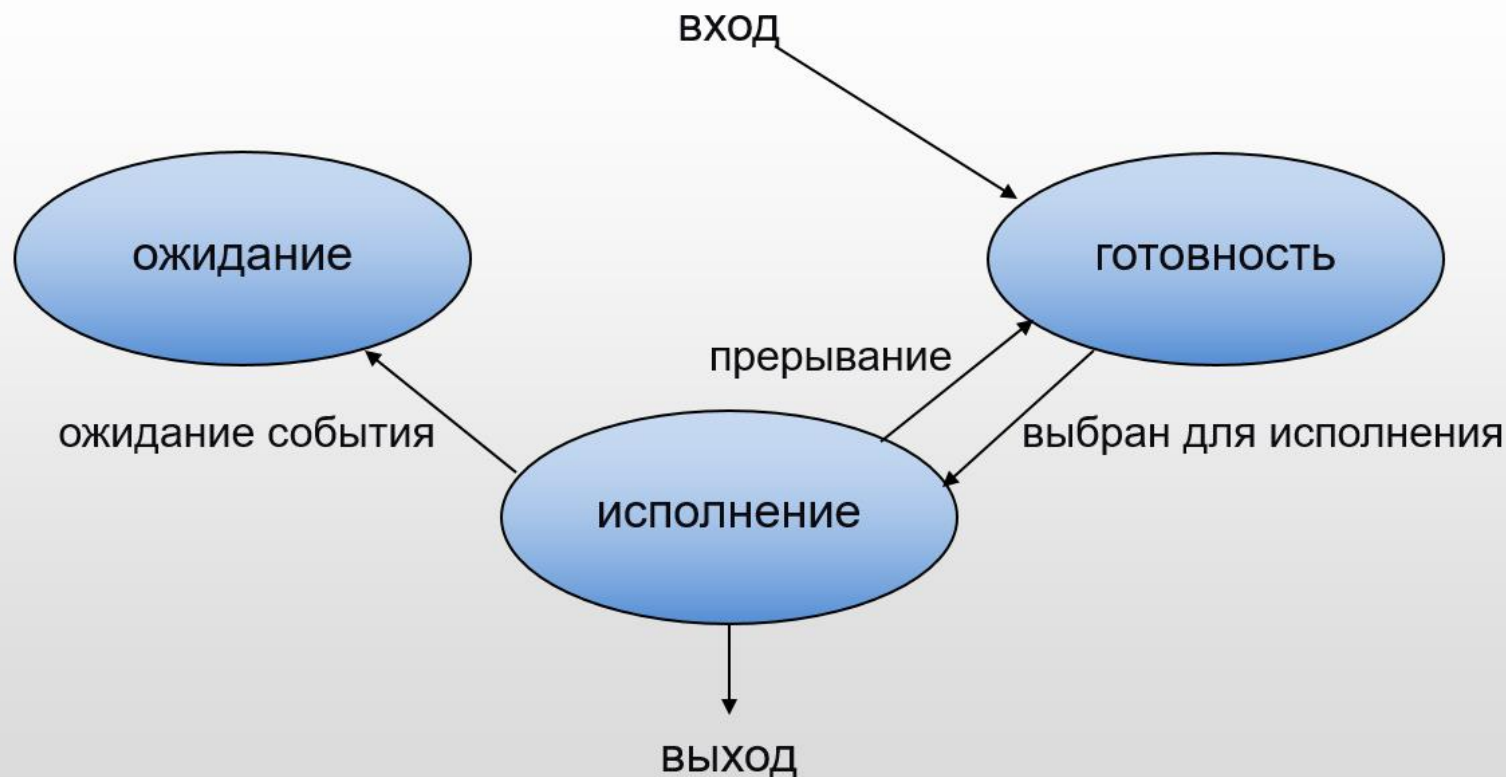 вход
ожидание
готовность
прерывание
ожидание события
выбран для исполнения
исполнение
выход